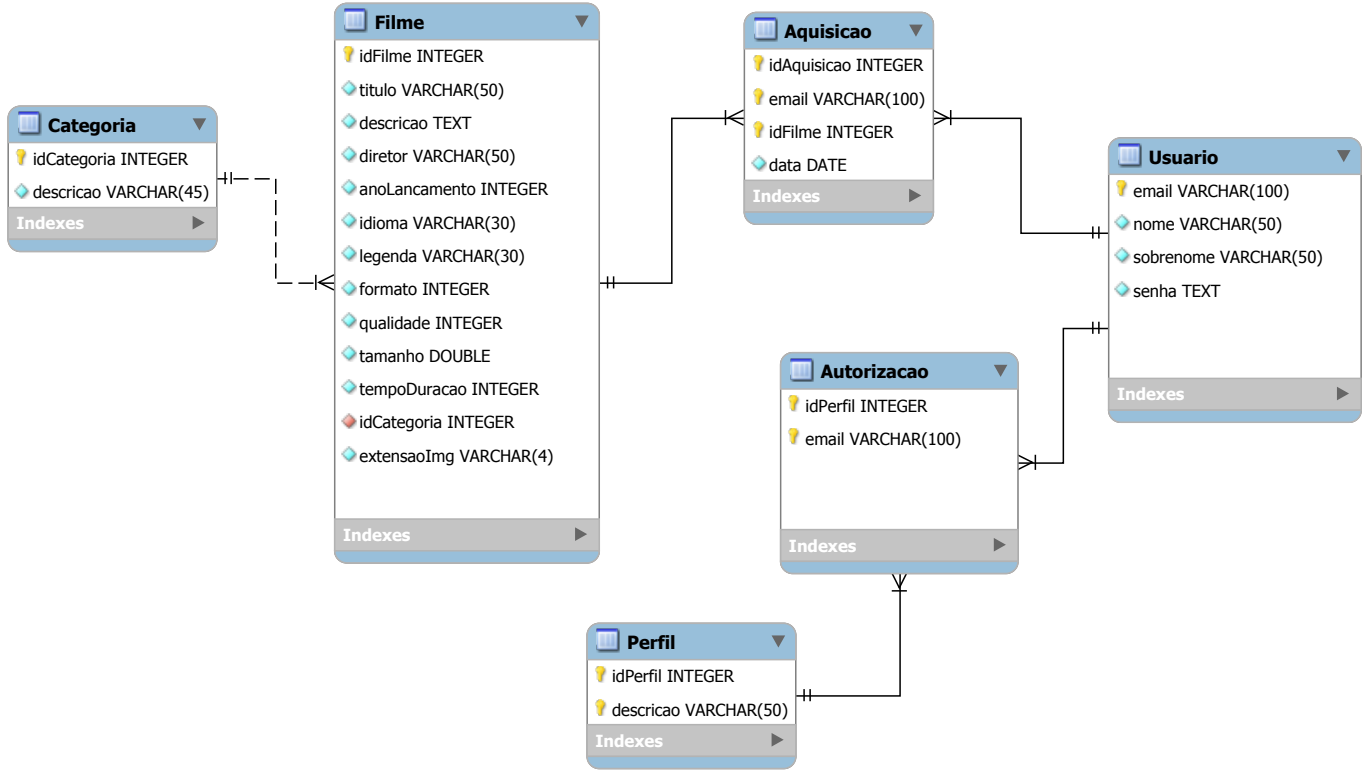 Categoria
idCategoria INTEGER
descricao VARCHAR(45)
Indexes
Filme
idFilme INTEGER
titulo VARCHAR(50)
descricao TEXT
diretor VARCHAR(50)
anoLancamento INTEGER
idioma VARCHAR(30)
legenda VARCHAR(30)
formato INTEGER
qualidade INTEGER
tamanho DOUBLE
tempoDuracao INTEGER
idCategoria INTEGER
extensaoImg VARCHAR(4)
Indexes
Aquisicao
idAquisicao INTEGER
email VARCHAR(100)
idFilme INTEGER
data DATE
Indexes
Usuario
email VARCHAR(100)
nome VARCHAR(50)
sobrenome VARCHAR(50)
senha TEXT
Indexes
Autorizacao
idPerfil INTEGER
email VARCHAR(100)
Indexes
Perfil
idPerfil INTEGER
descricao VARCHAR(50)
Indexes